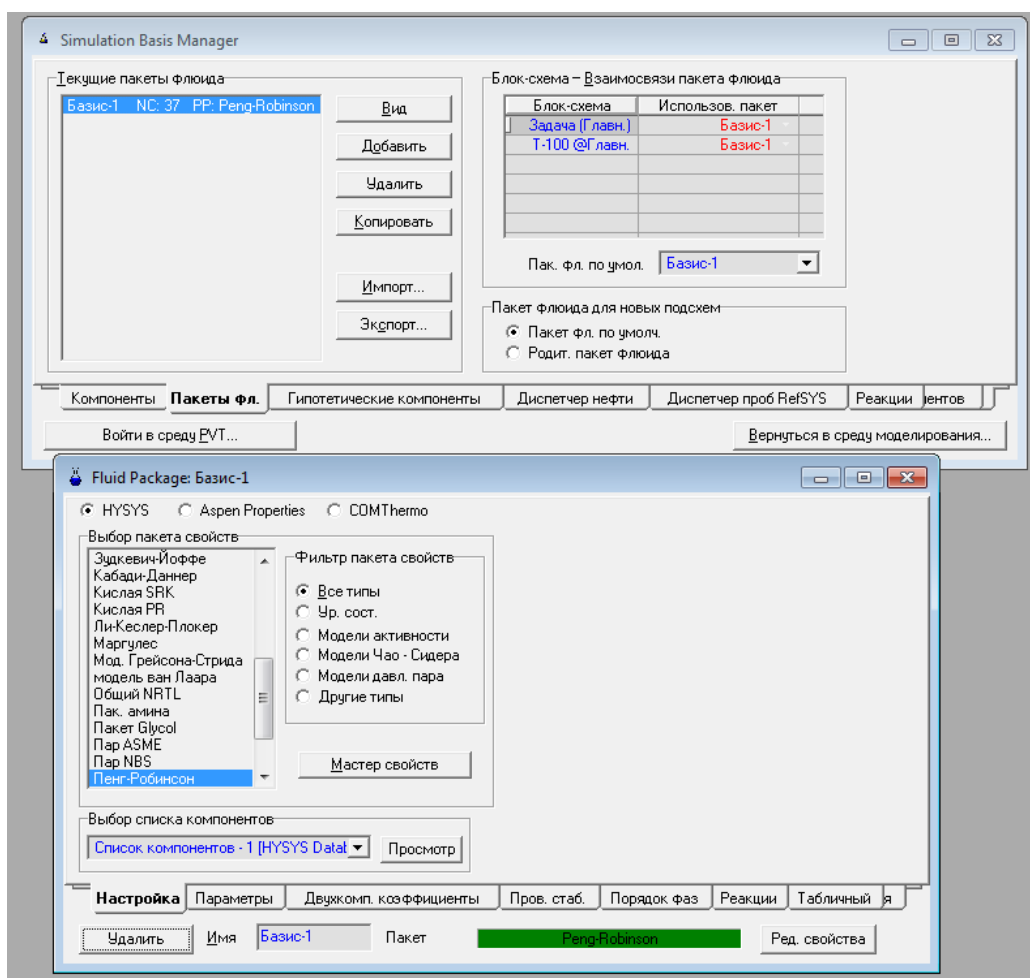 Simulation Basis Manager
Текущие пакеты флюида
Базис-1 NC: 37 PP: Peng-Robinson
Вид
Добавить
Удалить
Копировать
Импорт...
Экспорт...
Блок-схема – Взаимосвязи пакета флюида
Блок-схема Использов. пакет
Задача (Главн.) Базис-1
T-100 @Главн. Базис-1
Пак. фл. по умол. Базис-1
Пакет флюида для новых подсхем
Пакет фл. по умолч.
Родит. пакет флюида
Компоненты Пакеты фл. Гипотетические компоненты Диспетчер нефти Диспетчер проб RefSYS Реакции ентов
Войти в среду PVT... Вернуться в среду моделирования...
Fluid Package: Базис-1
HYSYS Aspen Properties COMThermo
Выбор пакета свойств
Зудкевич-Йоффе
Кабади-Даннер
Кислая SRK
Кислая PR
Ли-Кеслер-Плокер
Маргулес
Мод. Грейсона-Стрида
модель ван Лаара
Общий NRTL
Пак. амина
Пакет Glycol
Пар ASME
Пар NBS
Пенг-Робинсон
Фильтр пакета свойств
Все типы
Ур. сост.
Модели активности
Модели Чао - Сидера
Модели давл. пара
Другие типы
Мастер свойств
Выбор списка компонентов
Список компонентов - 1 [HYSYS Datab Просмотр
Настройка Параметры Двухкомп. коэффициенты Пров. стаб. Порядок фаз Реакции Табличный я
Удалить Имя Базис-1 Пакет Peng-Robinson Ред. свойства